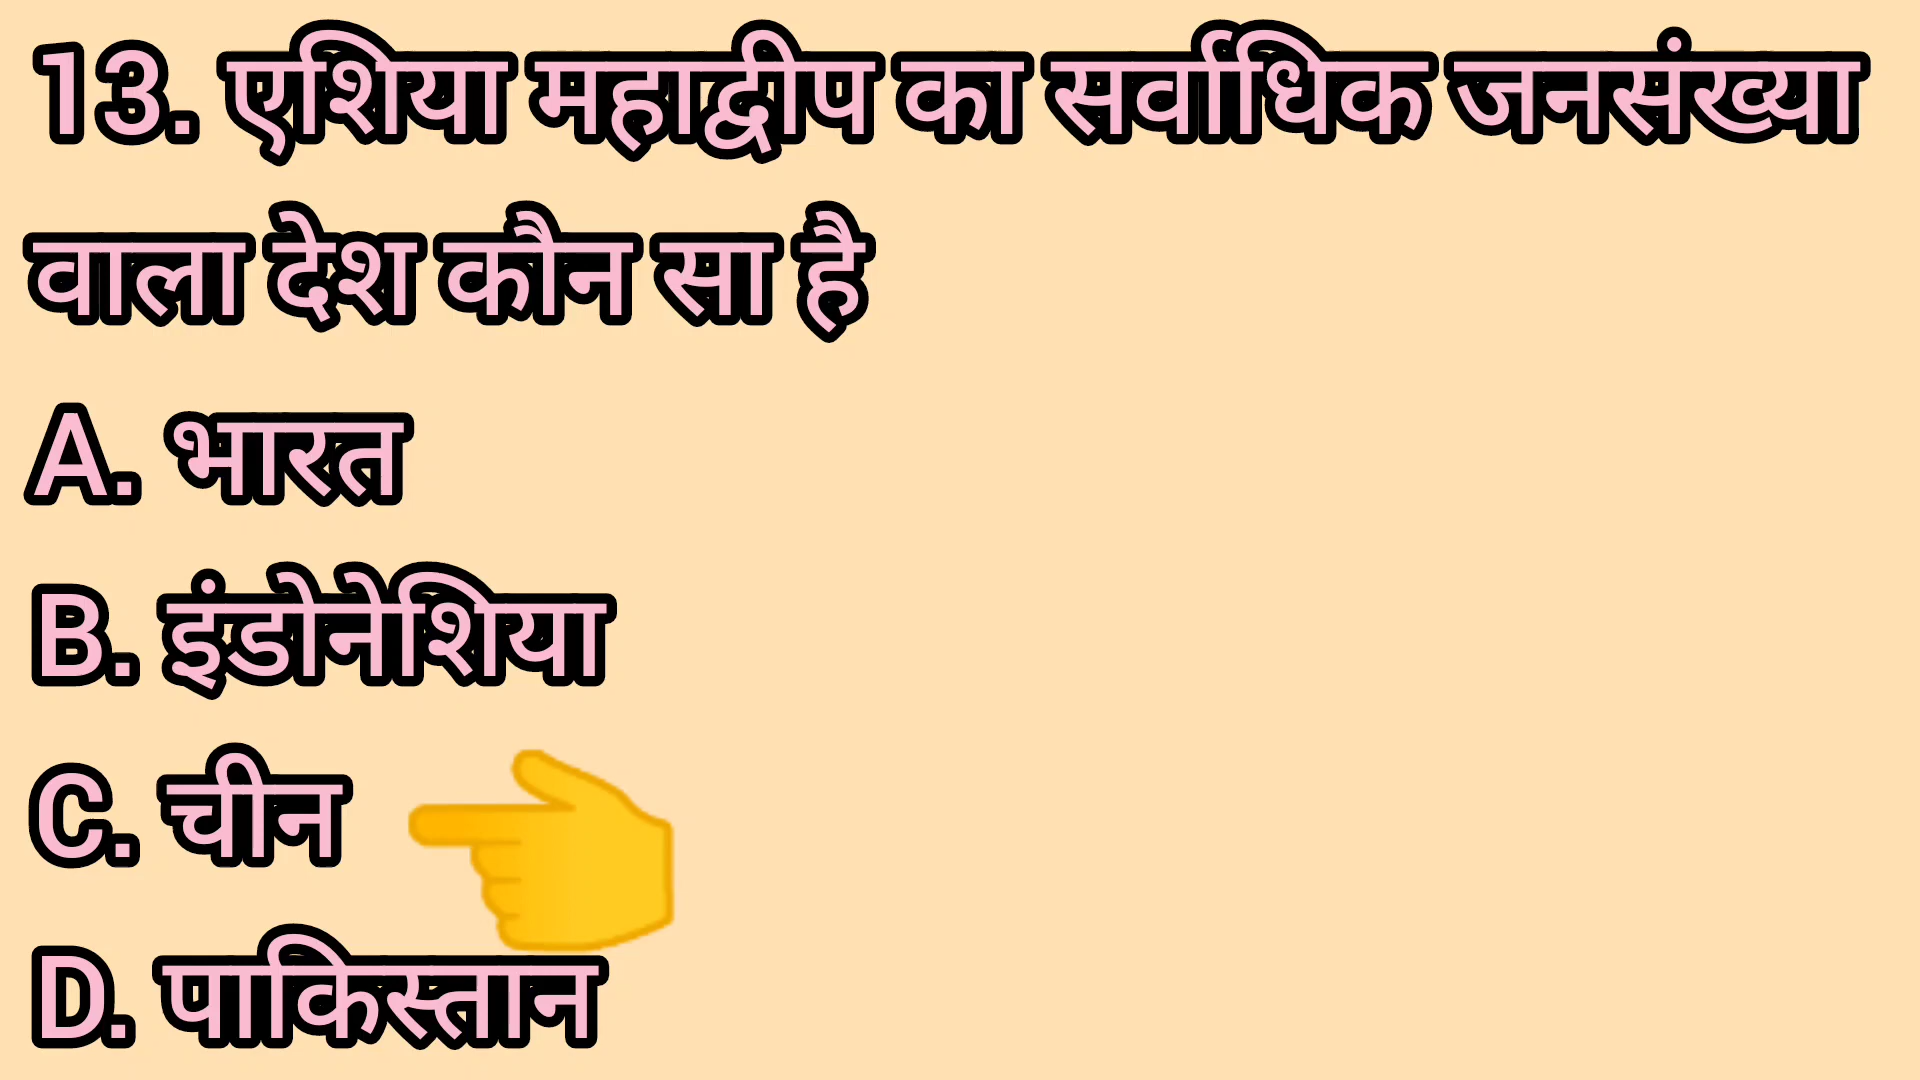 13. एशिया महाद्वीप का सर्वाधिक जनसंख्या
वाला देश कौन सा है
A. भारत
B. इंडोनेशिया
C. चीन
D. पाकिस्तान